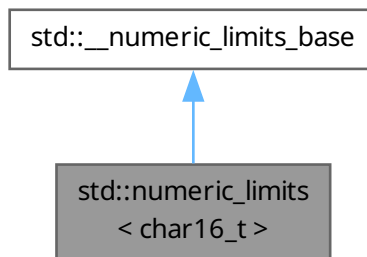 std::__numeric_limits_base
std::numeric_limits
< char16_t >